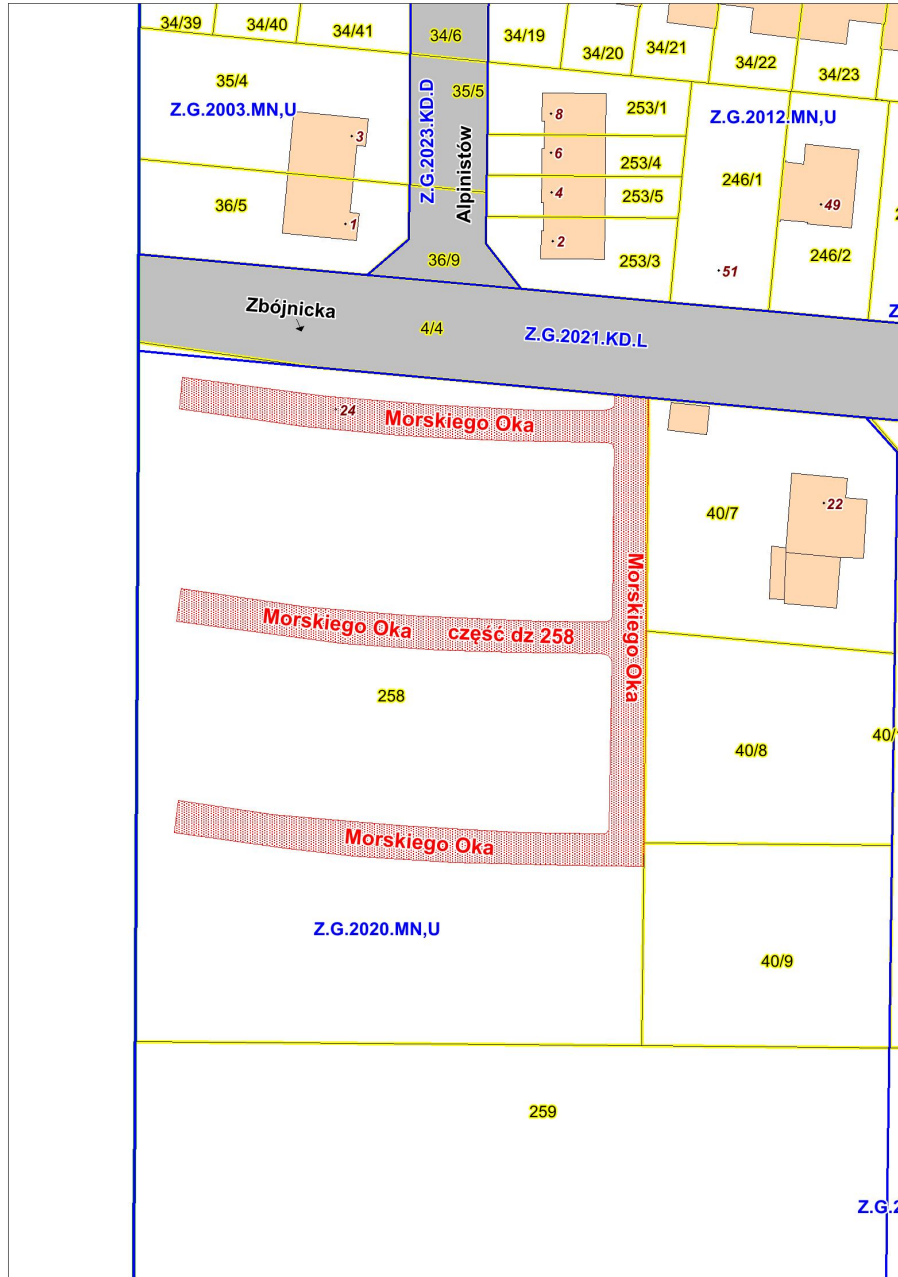 34/39
34/40
34/41
34/6
34/19
34/20
34/21
34/22
34/23
35/4
Z.G.2003.MN,U
35/5
Z.G.2023.KD.D
Alpinistów
3
8
253/1
Z.G.2012.MN,U
6
253/4
246/1
4
253/5
36/5
1
49
2
253/3
51
246/2
36/9
Zbójnicka
4/4
Z.G.2021.KD.L
24
Morskiego Oka
22
40/7
Morskiego Oka
Morskiego Oka
część dz 258
258
40/8
Morskiego Oka
Z.G.2020.MN,U
40/9
259